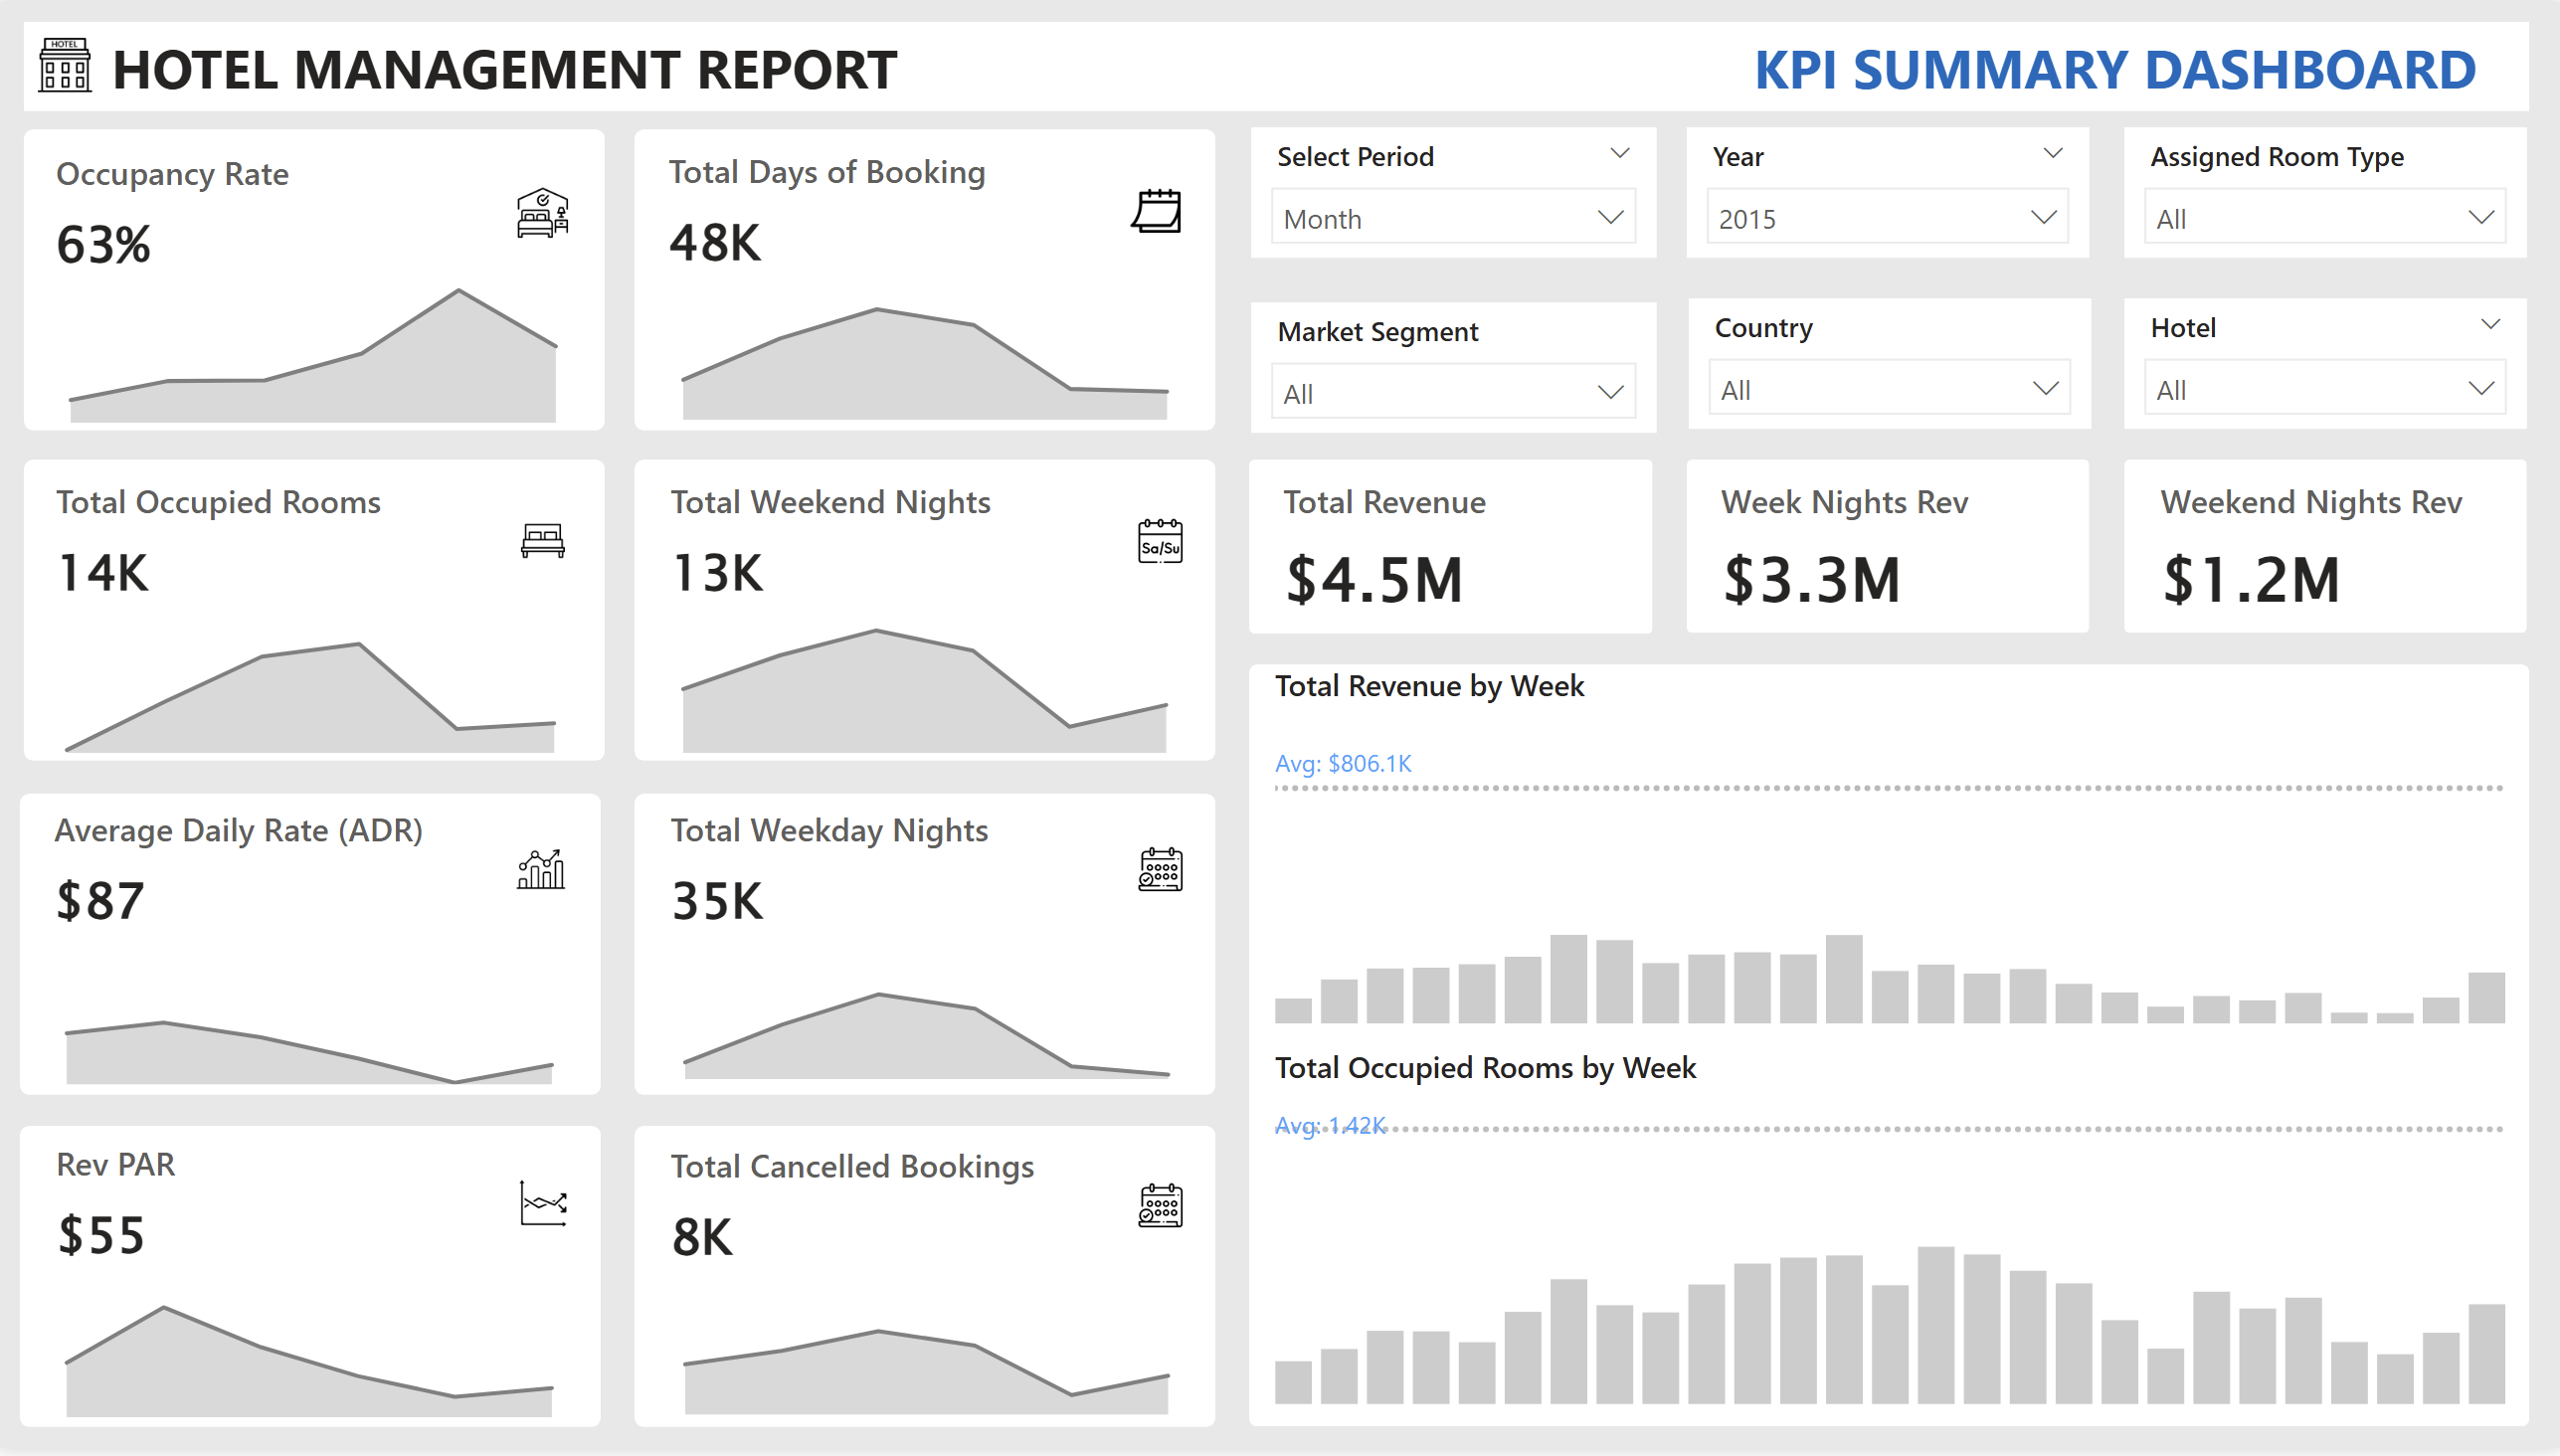 HOTEL
HOTEL MANAGEMENT REPORT
KPI SUMMARY DASHBOARD
Occupancy Rate
63%
Total Days of Booking
48K
Select Period
Month
Year
2015
Assigned Room Type
All
Market Segment
All
Country
All
Hotel
All
Total Occupied Rooms
14K
Total Weekend Nights
13K
Sa/Su
Total Revenue
$4.5M
Week Nights Rev
$3.3M
Weekend Nights Rev
$1.2M
Average Daily Rate (ADR)
$87
Total Weekday Nights
35K
Total Revenue by Week
Avg: $806.1K
Total Occupied Rooms by Week
Avg: 1.42K
Rev PAR
$55
Total Cancelled Bookings
8K